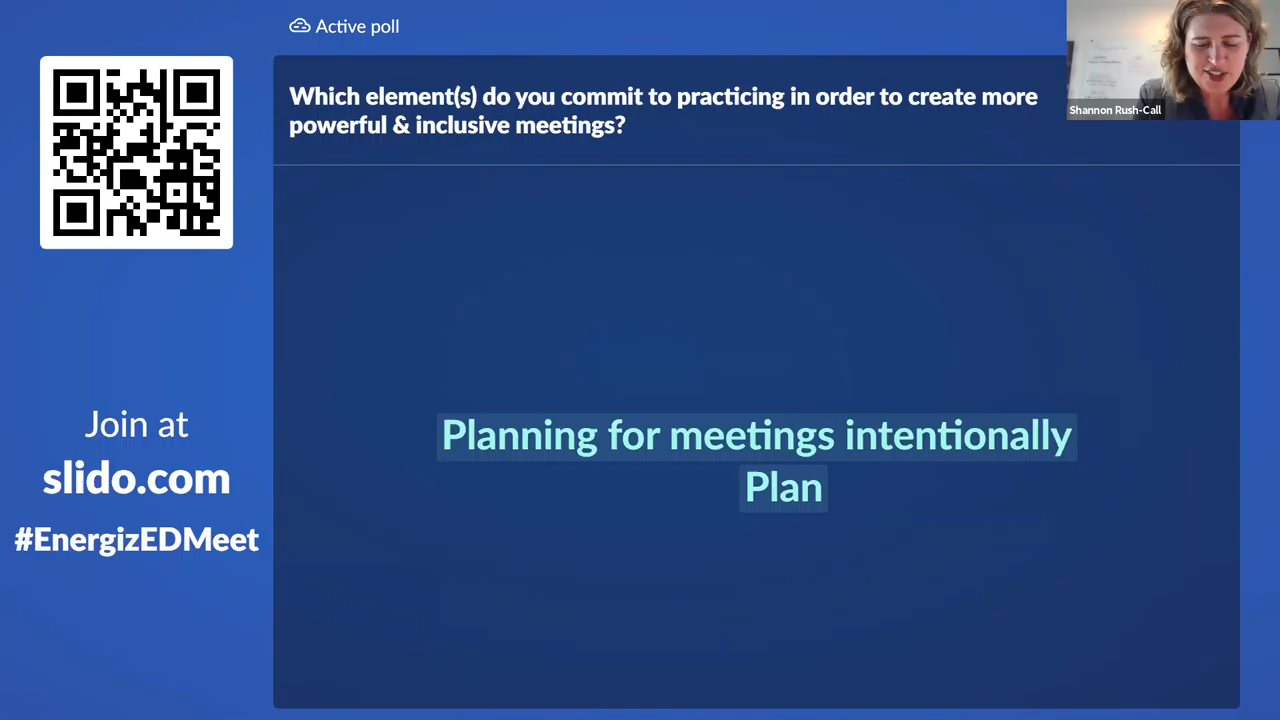 Active poll
Which element(s) do you commit to practicing in order to create more
powerful & inclusive meetings?
Shannon Rush-Call
Planning for meetings intentionally
Plan
Join at
slido.com
#EnergizEDMeet